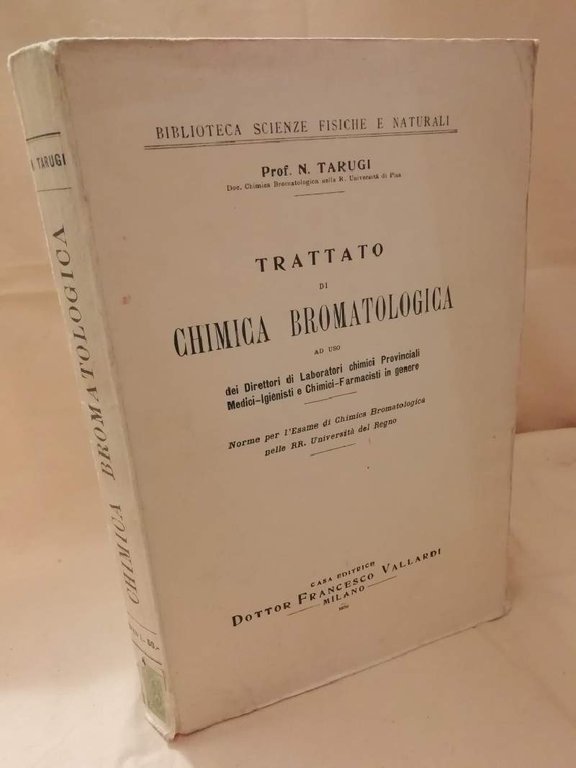 BIBLIOTECA SCIENZE FISICHE E NATURALI
Prof. N. TARUGI
Doc. Chimica Bromatologica nella R. Università di Pisa
TRATTATO
DI
CHIMICA BROMATOLOGICA
AD USO
dei Direttori di Laboratori chimici Provinciali
Medici-Igienisti e Chimici-Farmacisti in genere
Norme per l'Esame di Chimica Bromatologica
nelle RR. Università del Regno
CASA EDITRICE
DOTTOR FRANCESCO VALLARDI
MILANO
N. TARUGI
CHIMICA BROMATOLOGICA